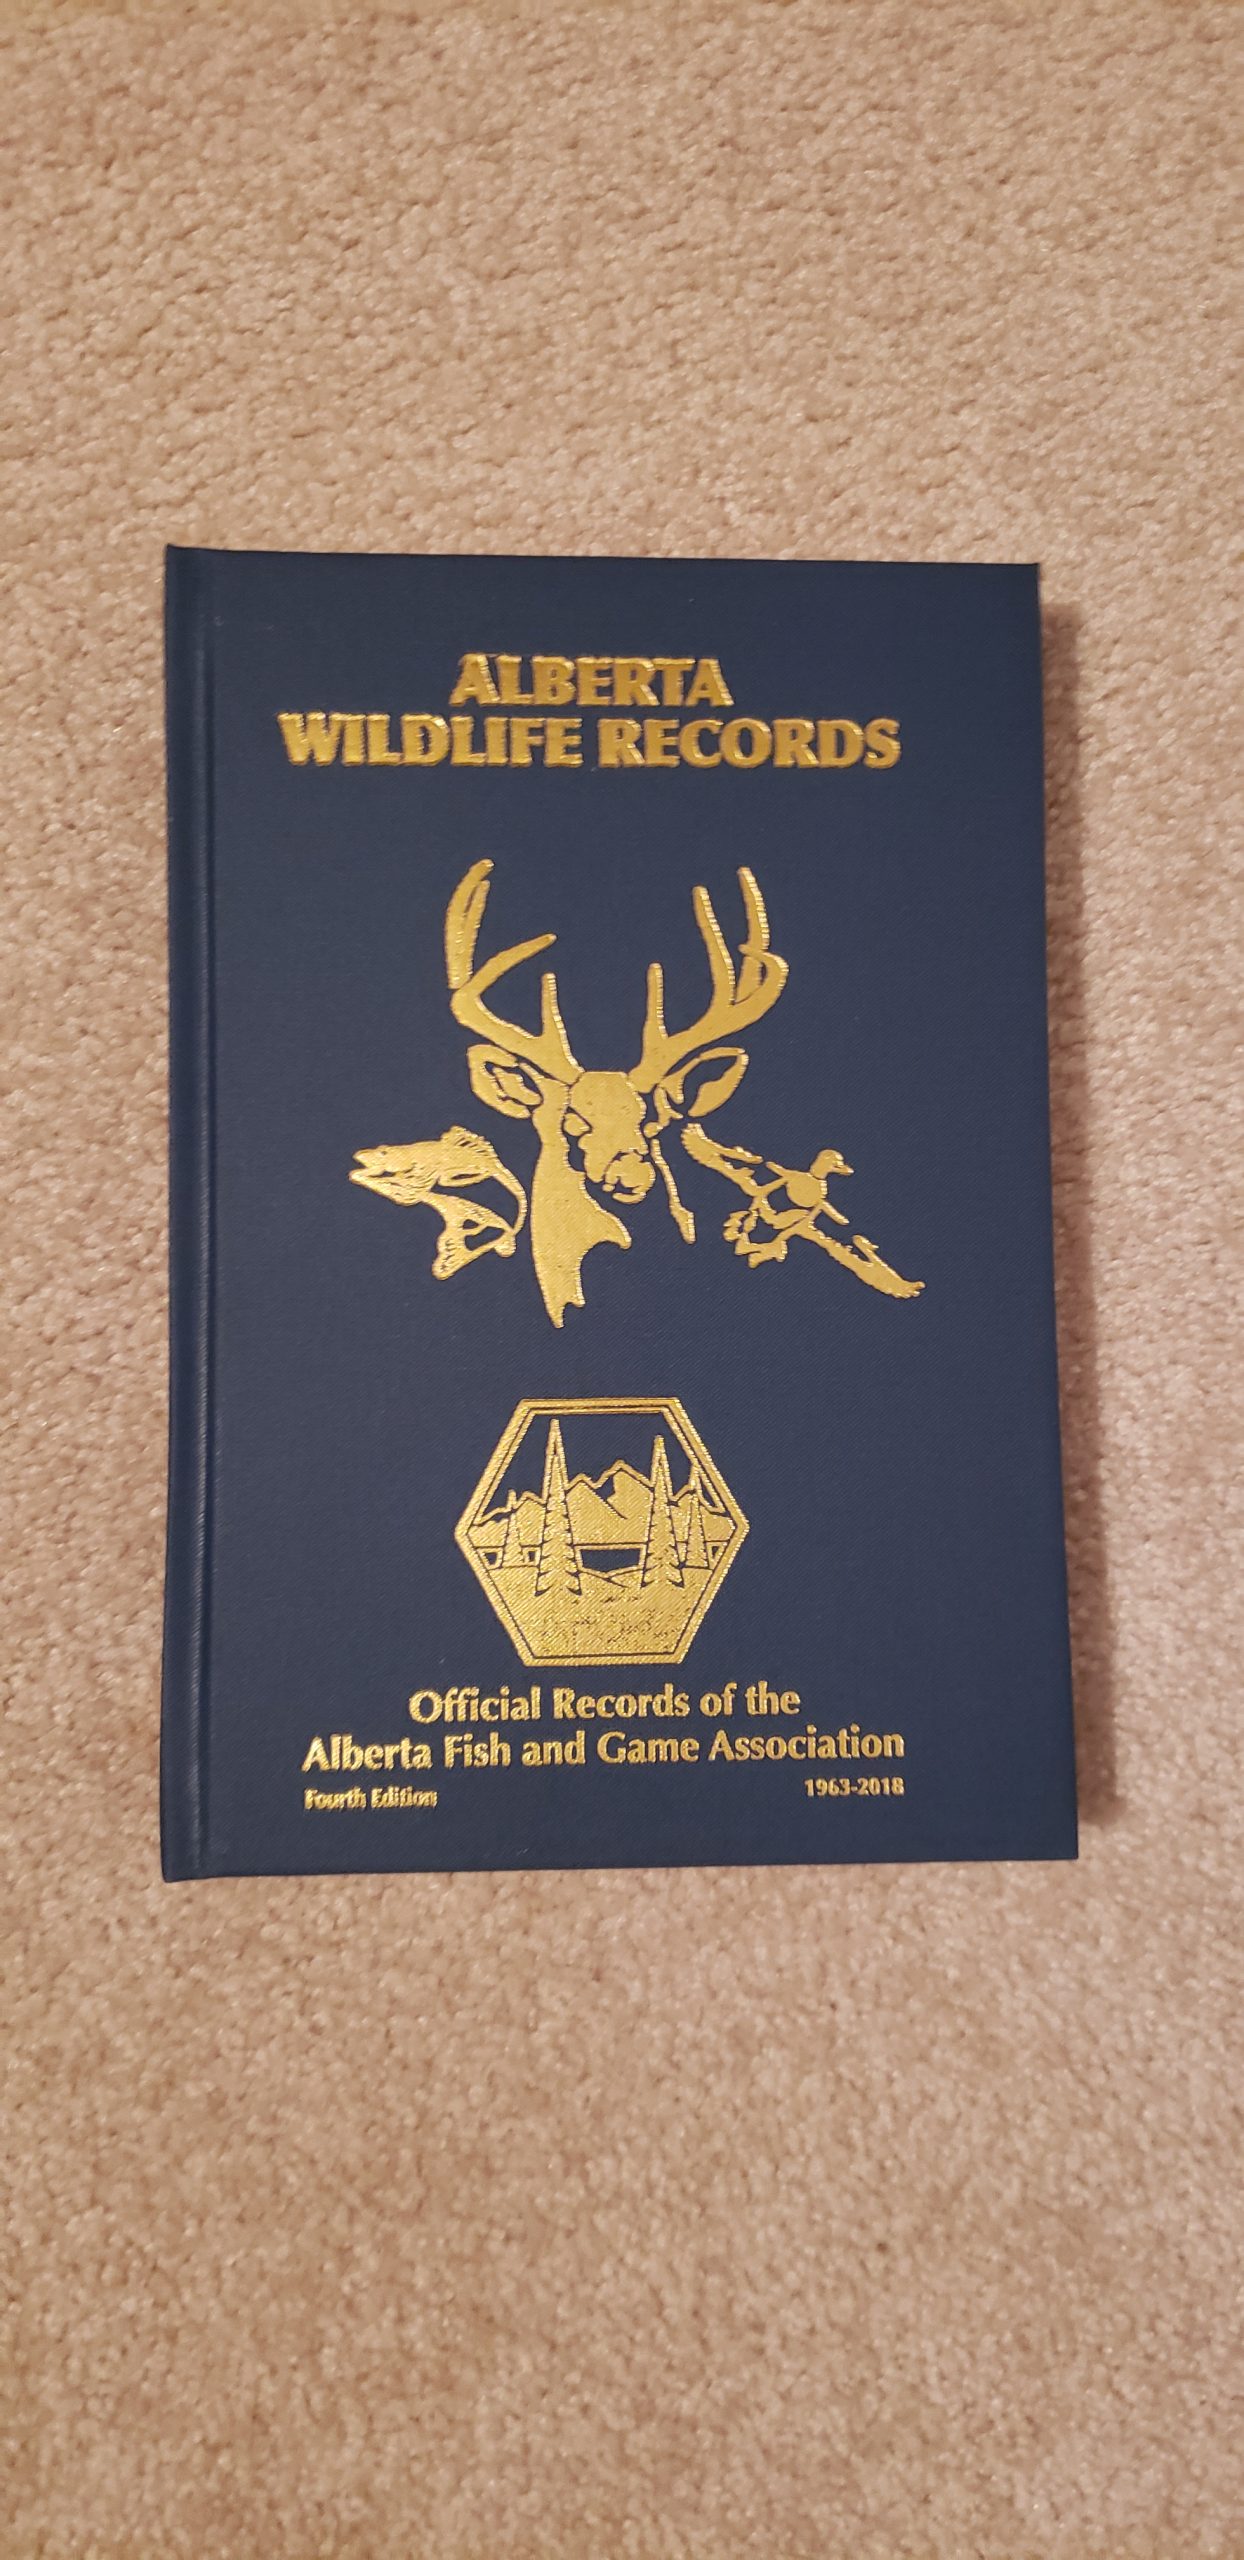 ALBERTA
WILDLIFE RECORDS
Official Records of the
Alberta Fish and Game Association
Fourth Edition 1963-2018